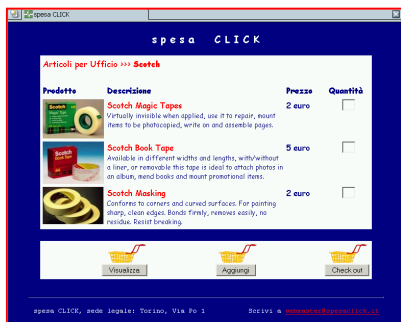 spesa CLICK
spesa CLICK
Articoli per Ufficio >>> Scotch
Prodotto Descrizione Prezzo Quantità
Scotch Magic Tapes 2 euro
Virtually invisible when applied, use it to repair, mount
items to be photocopied, write on and assemble pages.
Scotch Book Tape 5 euro
Available in different widths and lengths, with/without
a liner, or removable this tape is ideal to attach photos in
an album, mend books and mount promotional items.
Scotch Masking 2 euro
Conforms to corners and curved surfaces. For painting
sharp, clean edges. Bonds firmly, removes easily, no
residue. Resist breaking.
Visualizza Aggiungi Check out
spesa CLICK, sede legale: Torino, Via Po 1 Scrivi a webmaster@spesaclick.it